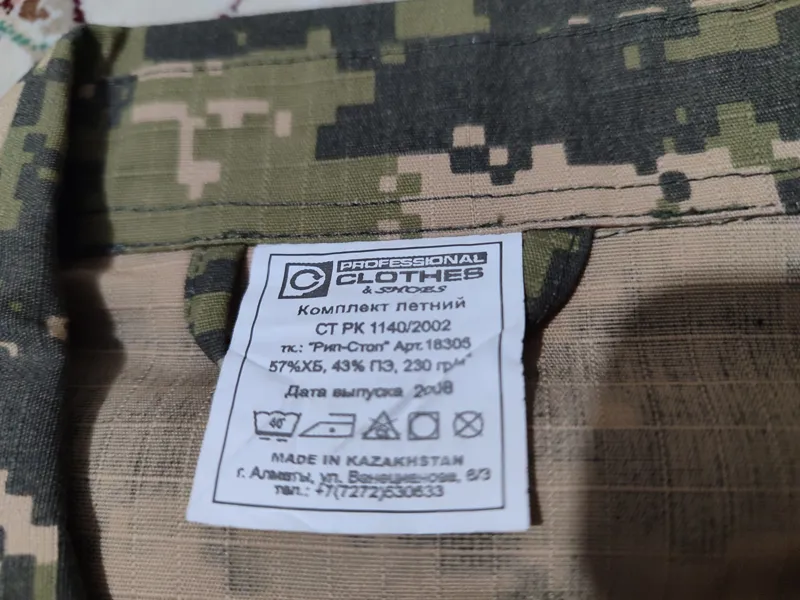 PROFESSIONAL
CLOTHES
& SHOES
Комплект летний
СТ РК 1140/2002
тк.: "Рип-Стоп" Арт.18305
57%ХБ, 43% ПЭ, 230 гр/м²
Дата выпуска 2008
40°
MADE IN KAZAKHSTAN
г. Алматы, ул. Венецианова, 6/3
тел.: +7(7272)530633